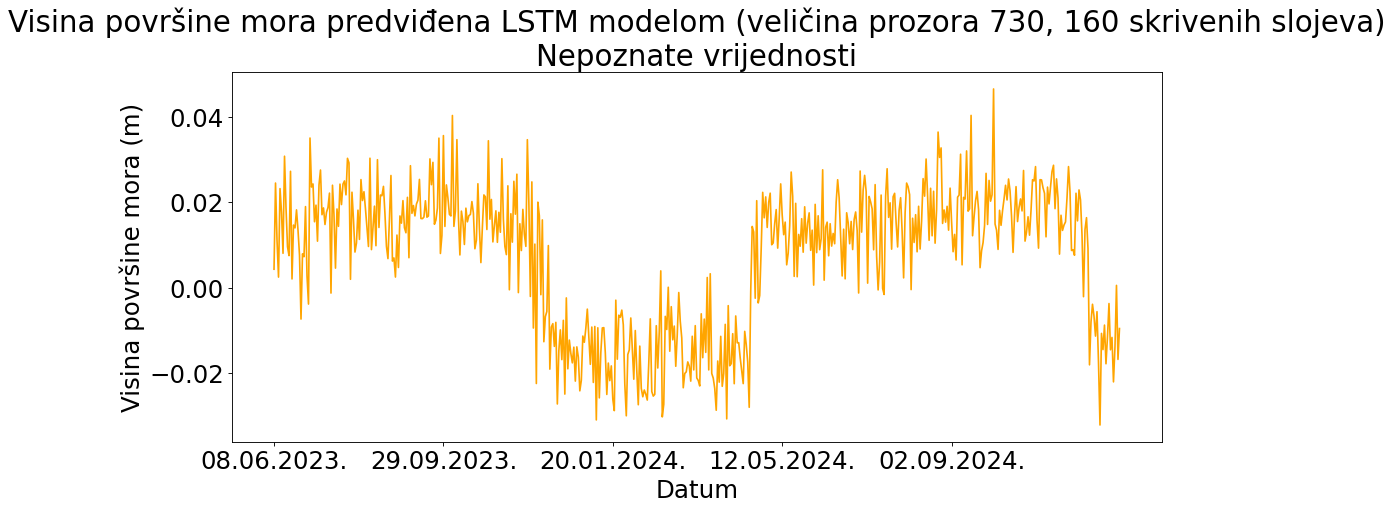 Visina površine mora predviđena LSTM modelom (veličina prozora 730, 160 skrivenih slojeva)
Nepoznate vrijednosti
Visina površine mora (m)
0.04
0.02
0.00
−0.02
08.06.2023. 29.09.2023. 20.01.2024. 12.05.2024. 02.09.2024.
Datum